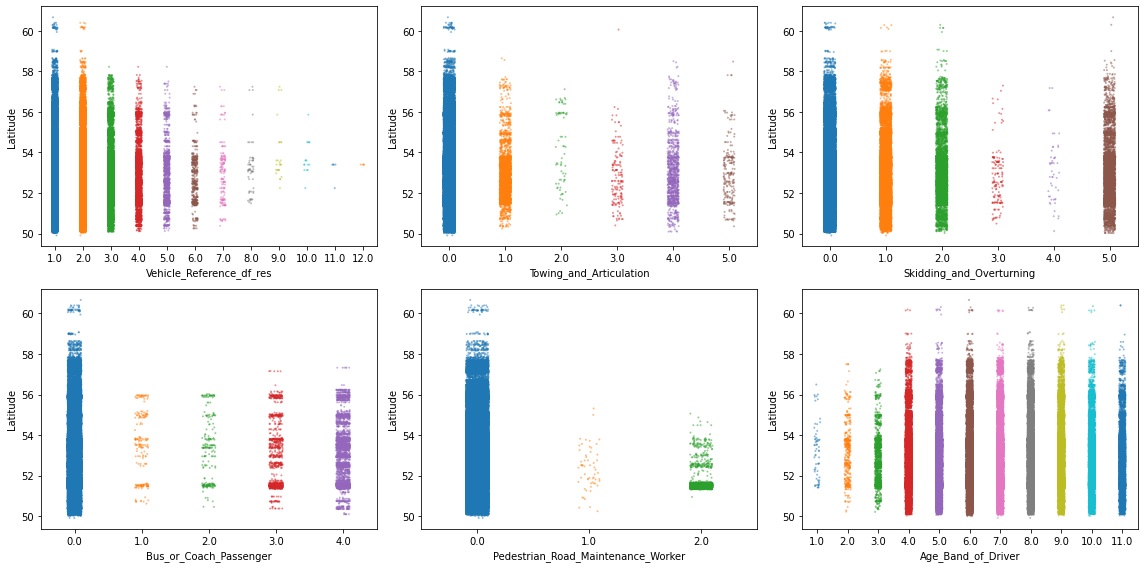 60
58
56
54
52
50
Latitude
1.0 2.0 3.0 4.0 5.0 6.0 7.0 8.0 9.0 10.0 11.0 12.0
Vehicle_Reference_df_res
60
58
56
54
52
50
Latitude
0.0 1.0 2.0 3.0 4.0 5.0
Towing_and_Articulation
60
58
56
54
52
50
Latitude
0.0 1.0 2.0 3.0 4.0 5.0
Skidding_and_Overturning
60
58
56
54
52
50
Latitude
0.0 1.0 2.0 3.0 4.0
Bus_or_Coach_Passenger
60
58
56
54
52
50
Latitude
0.0 1.0 2.0
Pedestrian_Road_Maintenance_Worker
60
58
56
54
52
50
Latitude
1.0 2.0 3.0 4.0 5.0 6.0 7.0 8.0 9.0 10.0 11.0
Age_Band_of_Driver